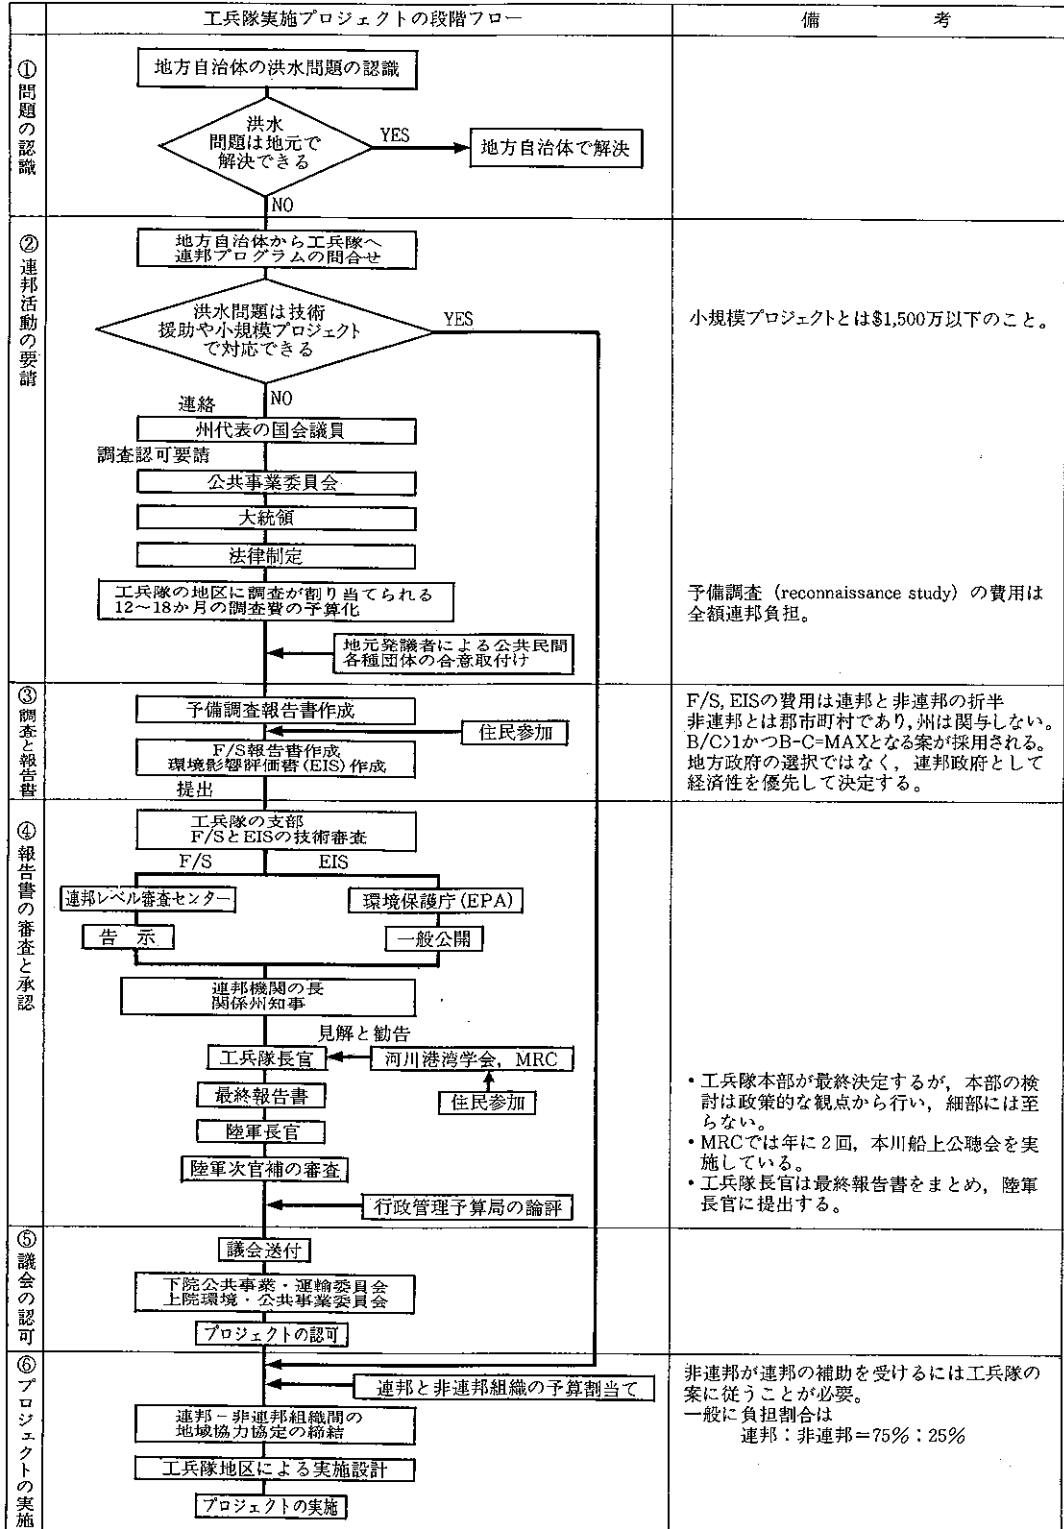 工兵隊実施プロジェクトの段階フロー
備考
①問題の認識
地方自治体の洪水問題の認識
洪水
問題は地元で
解決できる
YES
地方自治体で解決
NO
②連邦活動の要請
地方自治体から工兵隊へ
連邦プログラムの問合せ
洪水問題は技術
援助や小規模プロジェクト
で対応できる
YES
小規模プロジェクトとは$1,500万以下のこと。
NO
連絡
州代表の国会議員
調査認可要請
公共事業委員会
大統領
法律制定
工兵隊の地区に調査が割り当てられる
12〜18か月の調査費の予算化
予備調査（reconnaissance study）の費用は
全額連邦負担。
地元発議者による公共民間
各種団体の合意取付け
③調査と報告書
予備調査報告書作成
住民参加
F/S報告書作成
環境影響評価書(EIS)作成
提出
F/S, EISの費用は連邦と非連邦の折半
非連邦とは郡市町村であり,州は関与しない。
B/C>1かつB-C=MAXとなる案が採用される。
地方政府の選択ではなく，連邦政府として
経済性を優先して決定する。
④報告書の審査と承認
工兵隊の支部
F/SとEISの技術審査
F/S
EIS
連邦レベル審査センター
環境保護庁(EPA)
告示
一般公開
連邦機関の長
関係州知事
見解と勧告
工兵隊長官
河川港湾学会，MRC
最終報告書
住民参加
陸軍長官
陸軍次官補の審査
行政管理予算局の論評
・工兵隊本部が最終決定するが，本部の検
討は政策的な観点から行い，細部には至
らない。
・MRCでは年に2回，本川船上公聴会を実
施している。
・工兵隊長官は最終報告書をまとめ，陸軍
長官に提出する。
⑤議会の認可
議会送付
下院公共事業・運輸委員会
上院環境・公共事業委員会
プロジェクトの認可
⑥プロジェクトの実施
連邦と非連邦組織の予算割当て
連邦－非連邦組織間の
地域協力協定の締結
工兵隊地区による実施設計
プロジェクトの実施
非連邦が連邦の補助を受けるには工兵隊の
案に従うことが必要。
一般に負担割合は
連邦：非連邦＝75%：25%